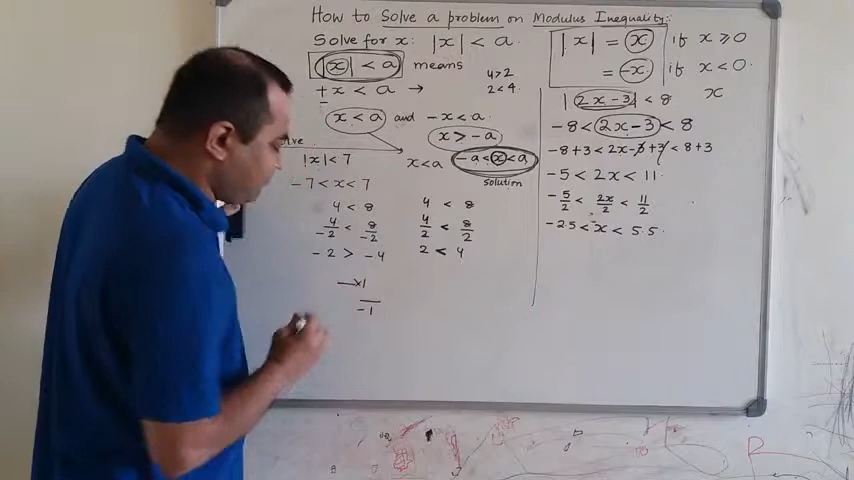 How to Solve a problem on Modulus Inequality:
Solve for x: |x| < a.
|x| < a means
± x < a →
4 > 2
2 < 4.
x < a and -x < a.
x > -a
x < a -a < x < a
solution
lve
|x| < 7
-7 < x < 7
4 < 8
4/-2 < 8/-2
-2 > -4
-x1
-1
4 < 8
4/2 < 8/2
2 < 4
|x| = x if x ≥ 0
= -x if x < 0.
x
|2x-3| < 8
-8 < 2x-3 < 8
-8+3 < 2x-3+3 < 8+3
-5 < 2x < 11
-5/2 < 2x/2 < 11/2
-2.5 < x < 5.5